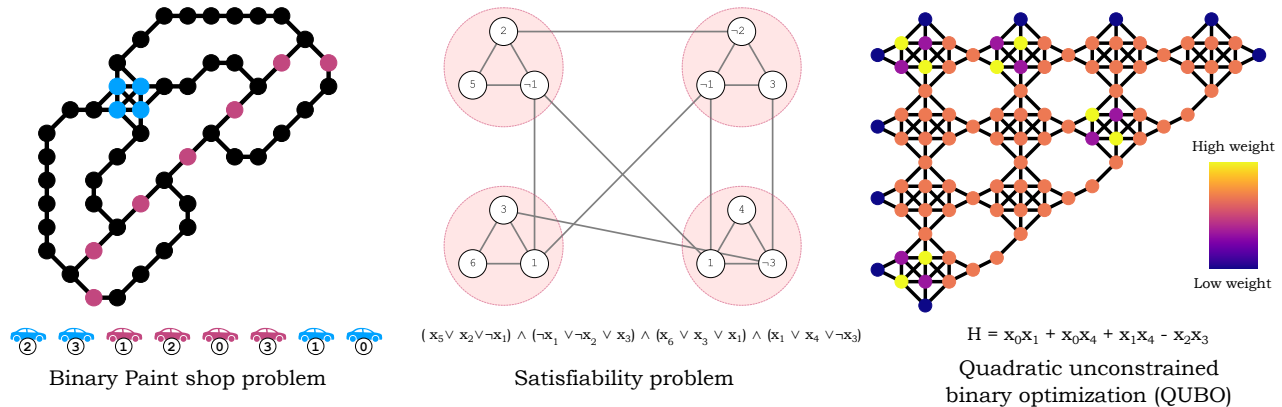 2 ¬2
5 ¬1 ¬1 3
3 4
6 1 1 ¬3
High weight
Low weight
2 3 1 2 0 3 1 0
( x₅∨ x₂∨¬x₁) ∧ (¬x₁ ∨¬x₂ ∨ x₃) ∧ (x₆ ∨ x₃ ∨ x₁) ∧ (x₁ ∨ x₄ ∨¬x₃)
H = x₀x₁ + x₀x₄ + x₁x₄ - x₂x₃
Binary Paint shop problem
Satisfiability problem
Quadratic unconstrained
binary optimization (QUBO)